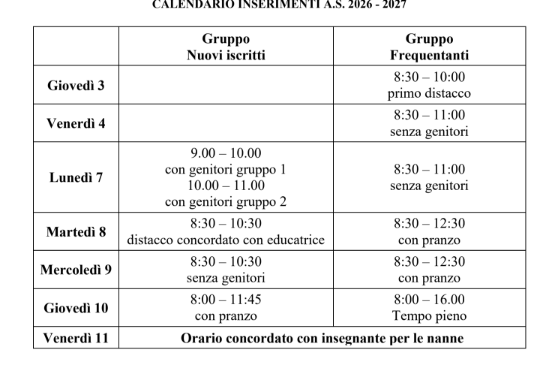 CALENDARIO INSERIMENTI A.S. 2026 - 2027
Gruppo
Nuovi iscritti
Gruppo
Frequentanti
Giovedì 3
8:30 – 10:00
primo distacco
Venerdì 4
8:30 – 11:00
senza genitori
Lunedì 7
9.00 – 10.00
con genitori gruppo 1
10.00 – 11.00
con genitori gruppo 2
8:30 – 11:00
senza genitori
Martedì 8
8:30 – 10:30
distacco concordato con educatrice
8:30 – 12:30
con pranzo
Mercoledì 9
8:30 – 10:30
senza genitori
8:30 – 12:30
con pranzo
Giovedì 10
8:00 – 11:45
con pranzo
8:00 – 16.00
Tempo pieno
Venerdì 11
Orario concordato con insegnante per le nanne